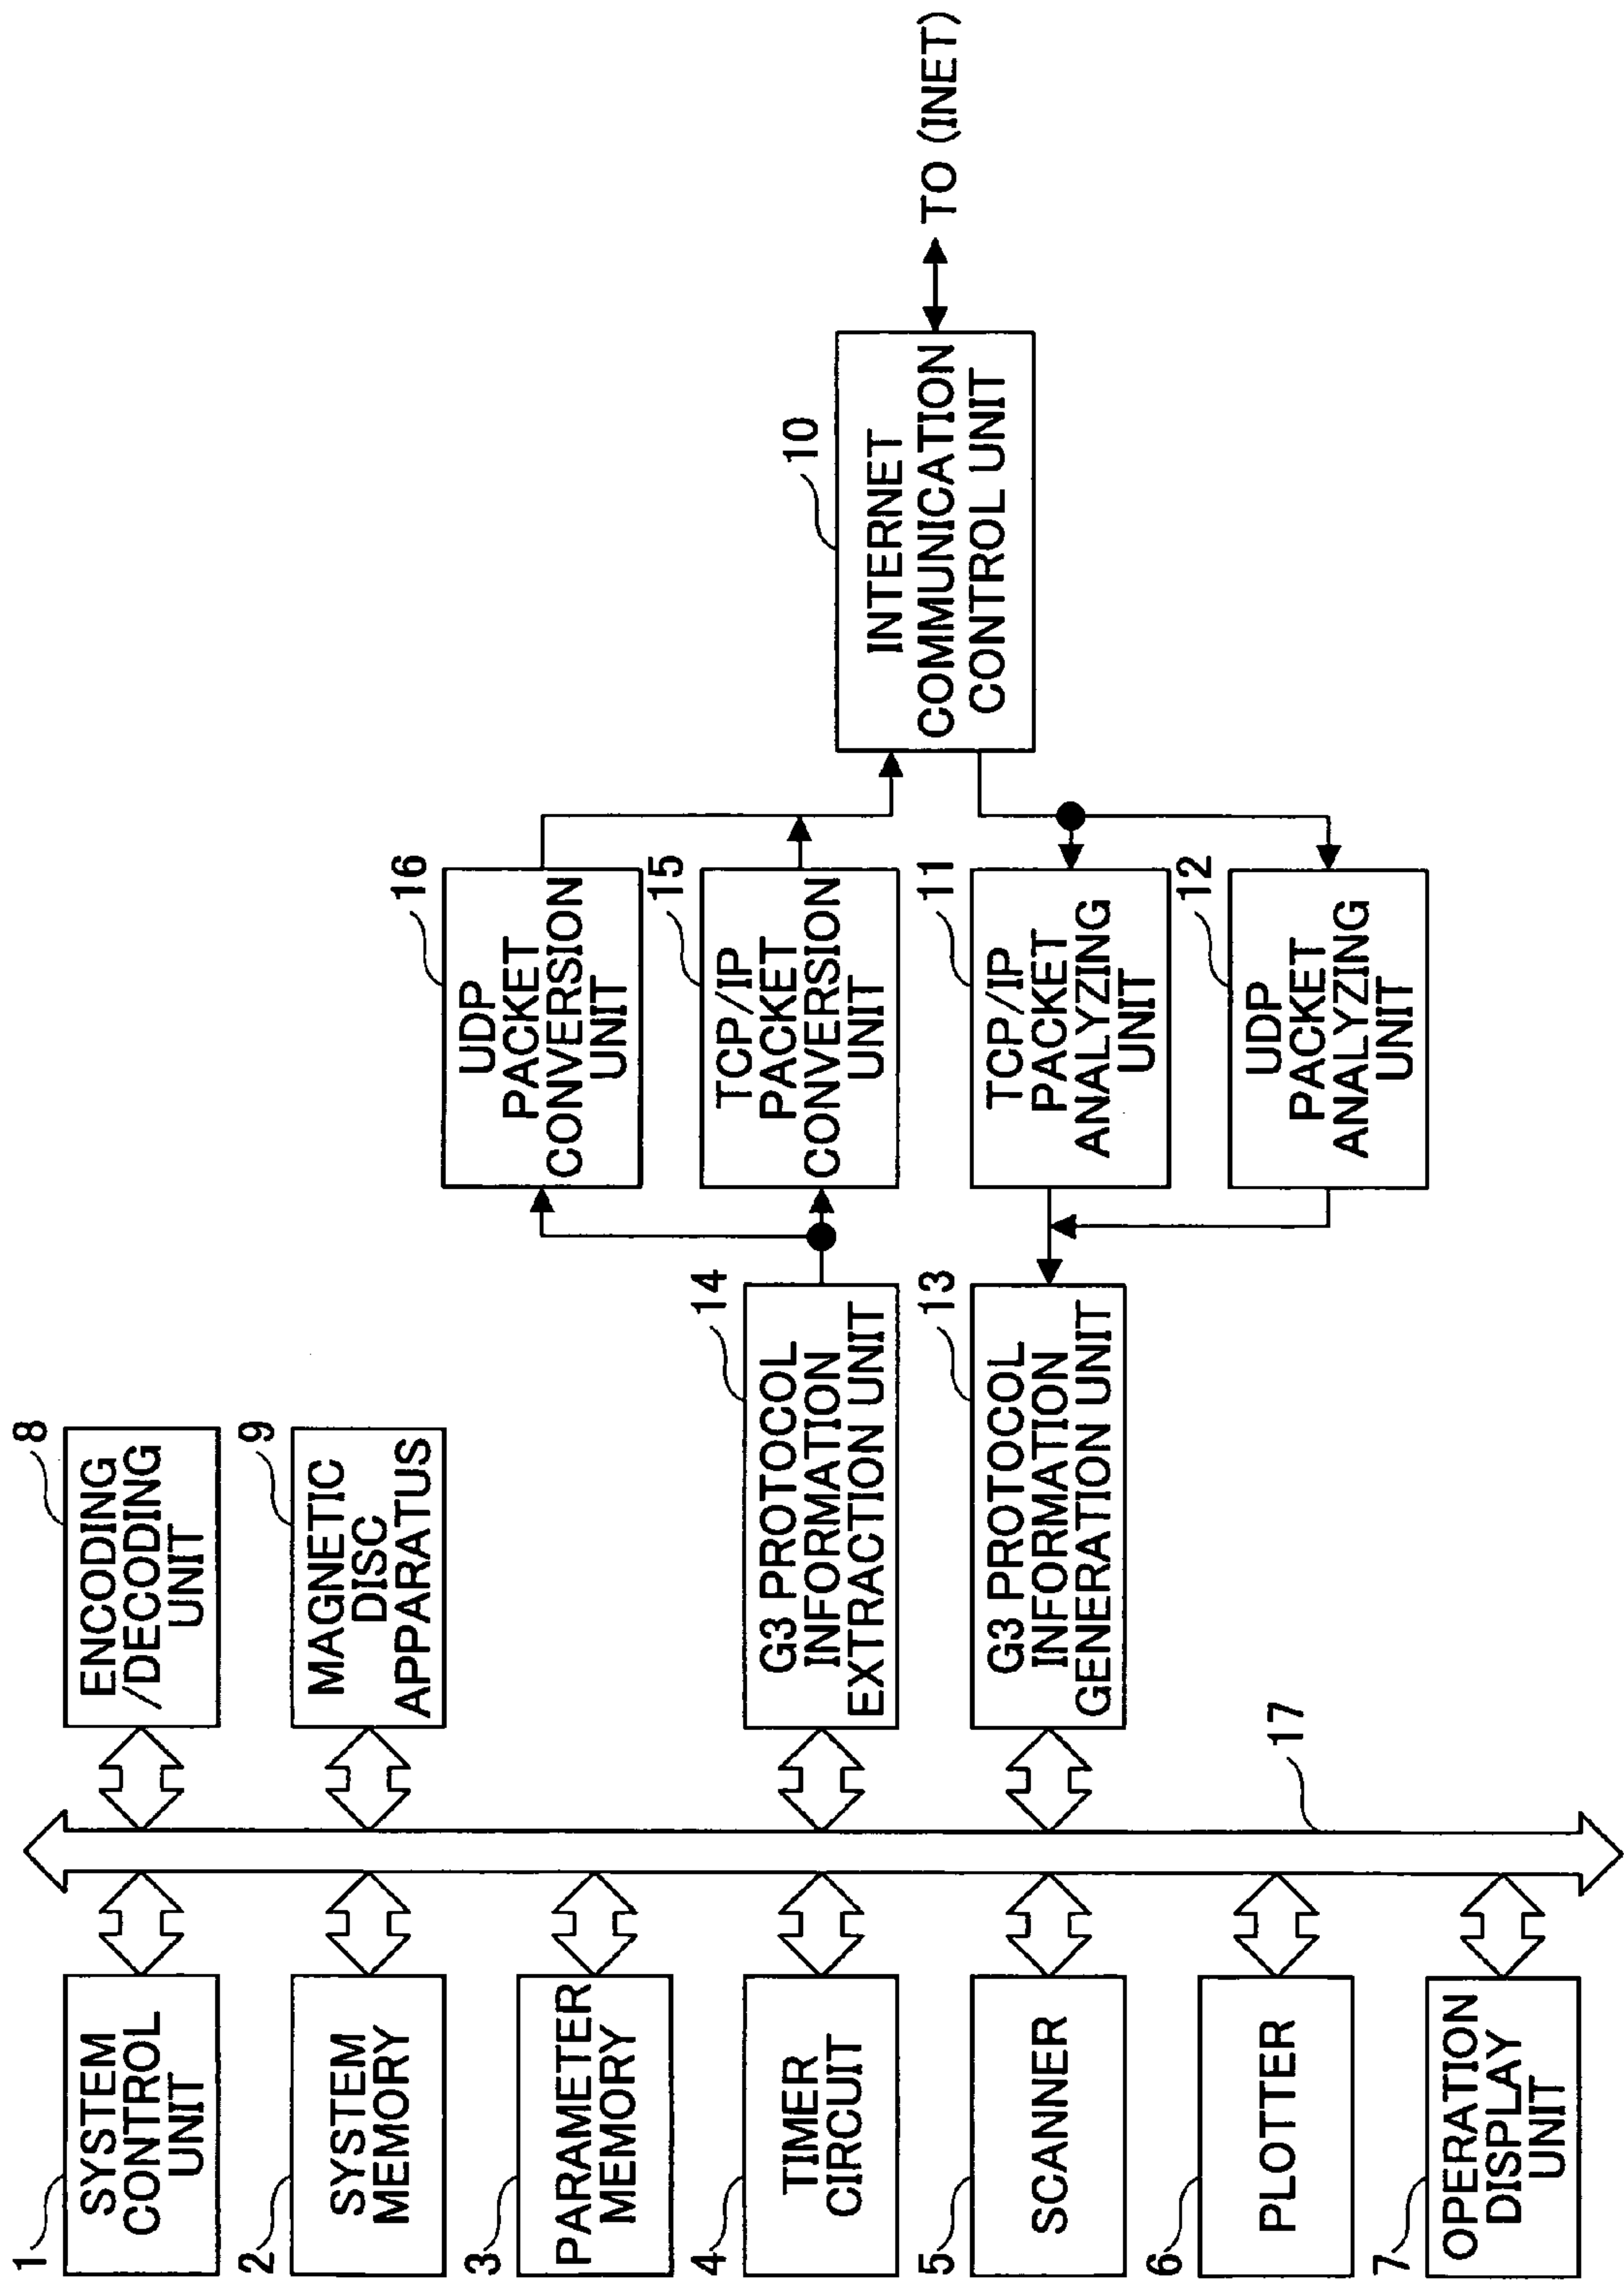 1
SYSTEM
CONTROL
UNIT
2
SYSTEM
MEMORY
3
PARAMETER
MEMORY
4
TIMER
CIRCUIT
5
SCANNER
6
PLOTTER
7
OPERATION
DISPLAY
UNIT
8
ENCODING
/DECODING
UNIT
9
MAGNETIC
DISC
APPARATUS
14
G3 PROTOCOL
INFORMATION
EXTRACTION UNIT
13
G3 PROTOCOL
INFORMATION
GENERATION UNIT
17
16
UDP
PACKET
CONVERSION
UNIT
15
TCP/IP
PACKET
CONVERSION
UNIT
11
TCP/IP
PACKET
ANALYZING
UNIT
12
UDP
PACKET
ANALYZING
UNIT
10
INTERNET
COMMUNICATION
CONTROL UNIT
TO (INET)